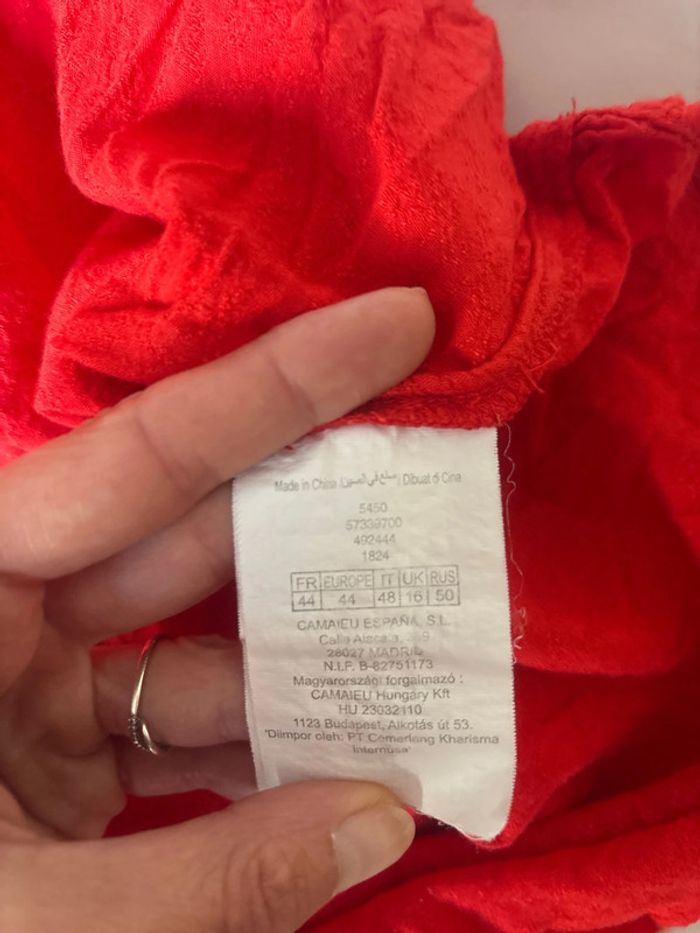 Made in China / صنع في الصين / Dibuat di Cina
5450
57339700
492444
1824
FR EUROPE IT UK RUS
44 44 48 16 50
CAMAIEU ESPAÑA, S.L.
Calle
28027 MADRID
N.I.F. B-82751173
Magyarországi forgalmazó :
CAMAIEU Hungary Kft
HU 23032110
1123 Budapest, Alkotás út 53.
"Diimpor oleh: PT Cemerlang Kharisma
Internusa"